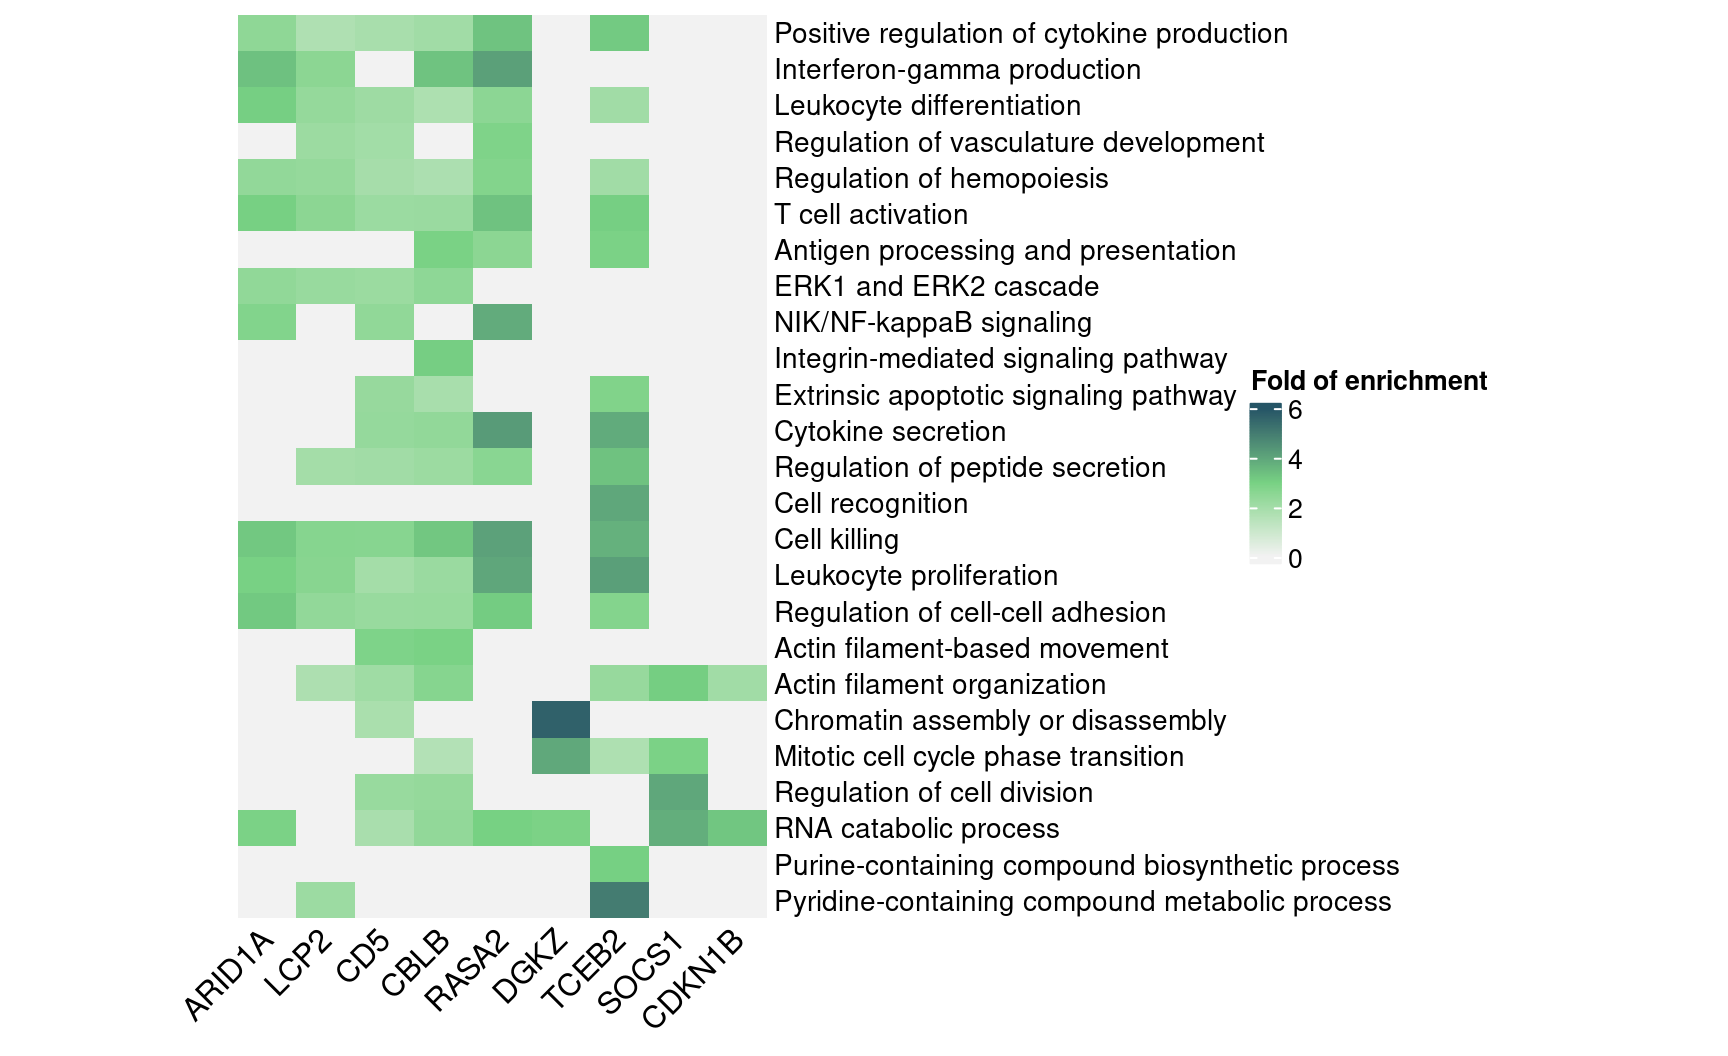 Positive regulation of cytokine production
Interferon-gamma production
Leukocyte differentiation
Regulation of vasculature development
Regulation of hemopoiesis
T cell activation
Antigen processing and presentation
ERK1 and ERK2 cascade
NIK/NF-kappaB signaling
Integrin-mediated signaling pathway
Extrinsic apoptotic signaling pathway
Cytokine secretion
Regulation of peptide secretion
Cell recognition
Cell killing
Leukocyte proliferation
Regulation of cell-cell adhesion
Actin filament-based movement
Actin filament organization
Chromatin assembly or disassembly
Mitotic cell cycle phase transition
Regulation of cell division
RNA catabolic process
Purine-containing compound biosynthetic process
Pyridine-containing compound metabolic process
Fold of enrichment
6
4
2
0
ARID1A
LCP2
CD5
CBLB
RASA2
DGKZ
TCEB2
SOCS1
CDKN1B